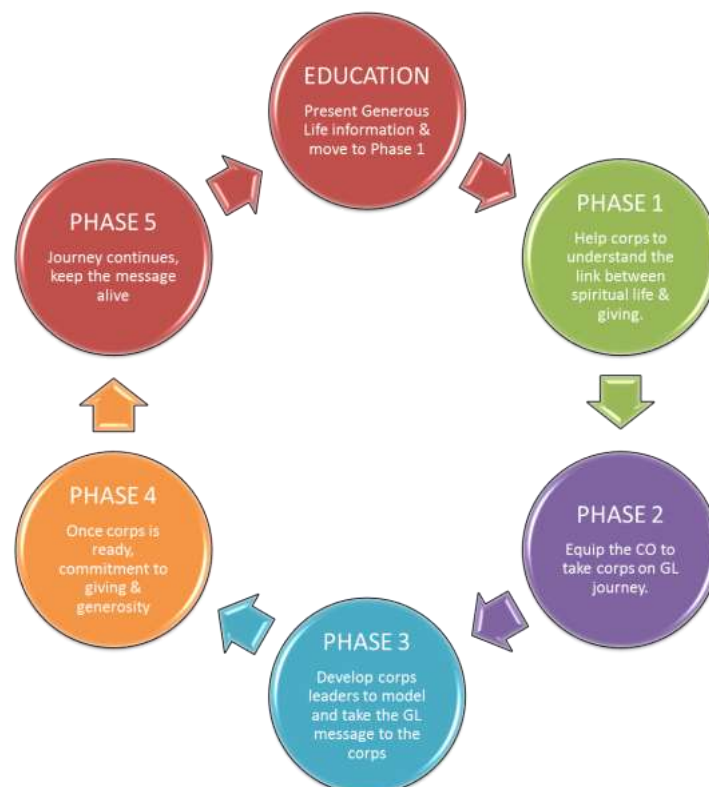 EDUCATION
Present Generous
Life information &
move to Phase 1
PHASE 1
Help corps to
understand the
link between
spiritual life &
giving.
PHASE 2
Equip the CO to
take corps on GL
journey.
PHASE 3
Develop corps
leaders to model
and take the GL
message to the
corps
PHASE 4
Once corps is
ready,
commitment to
giving &
generosity
PHASE 5
Journey continues,
keep the message
alive